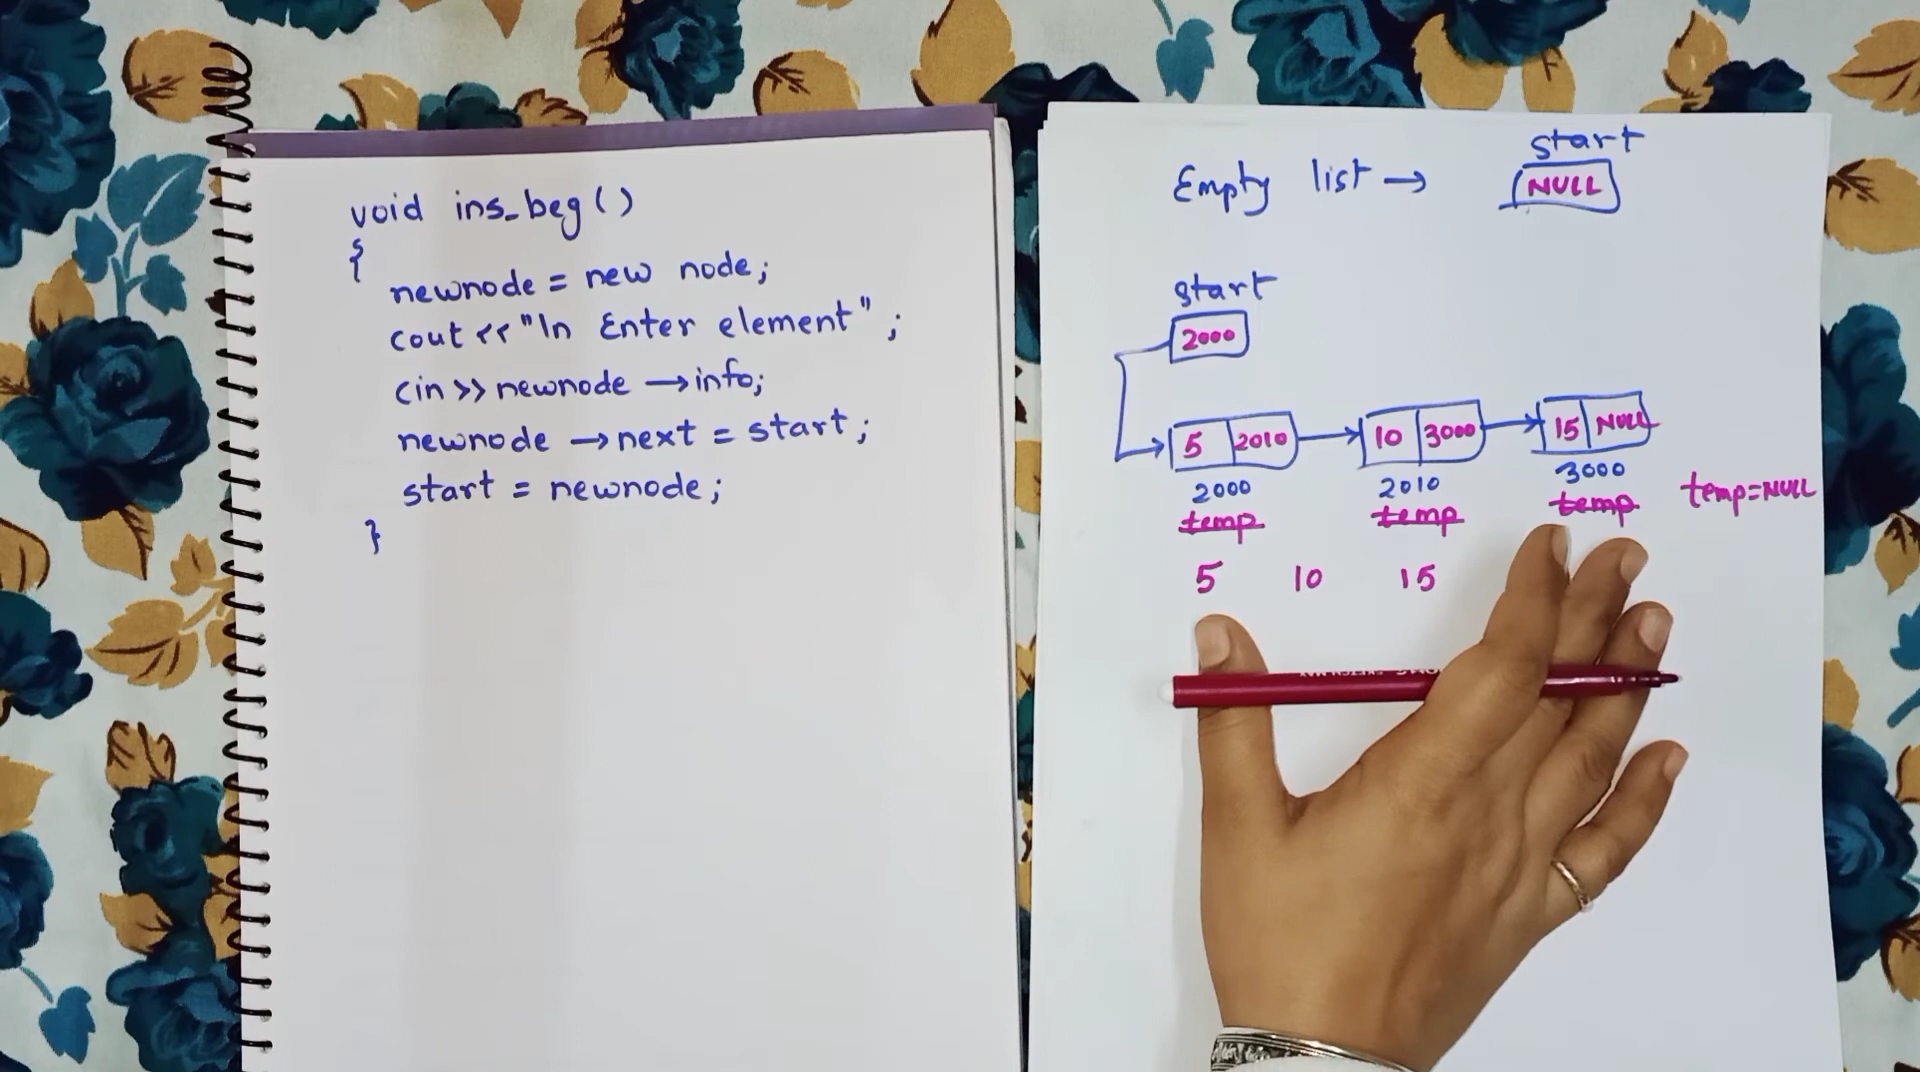 void ins_beg()
{
newnode = new node;
cout << "\n Enter element";
cin >> newnode → info;
newnode → next = start;
start = newnode;
}
start
Empty list → NULL
start
2000
5 2010 → 10 3000 → 15 NULL
2000 2010 3000
temp temp temp temp=NULL
5 10 15